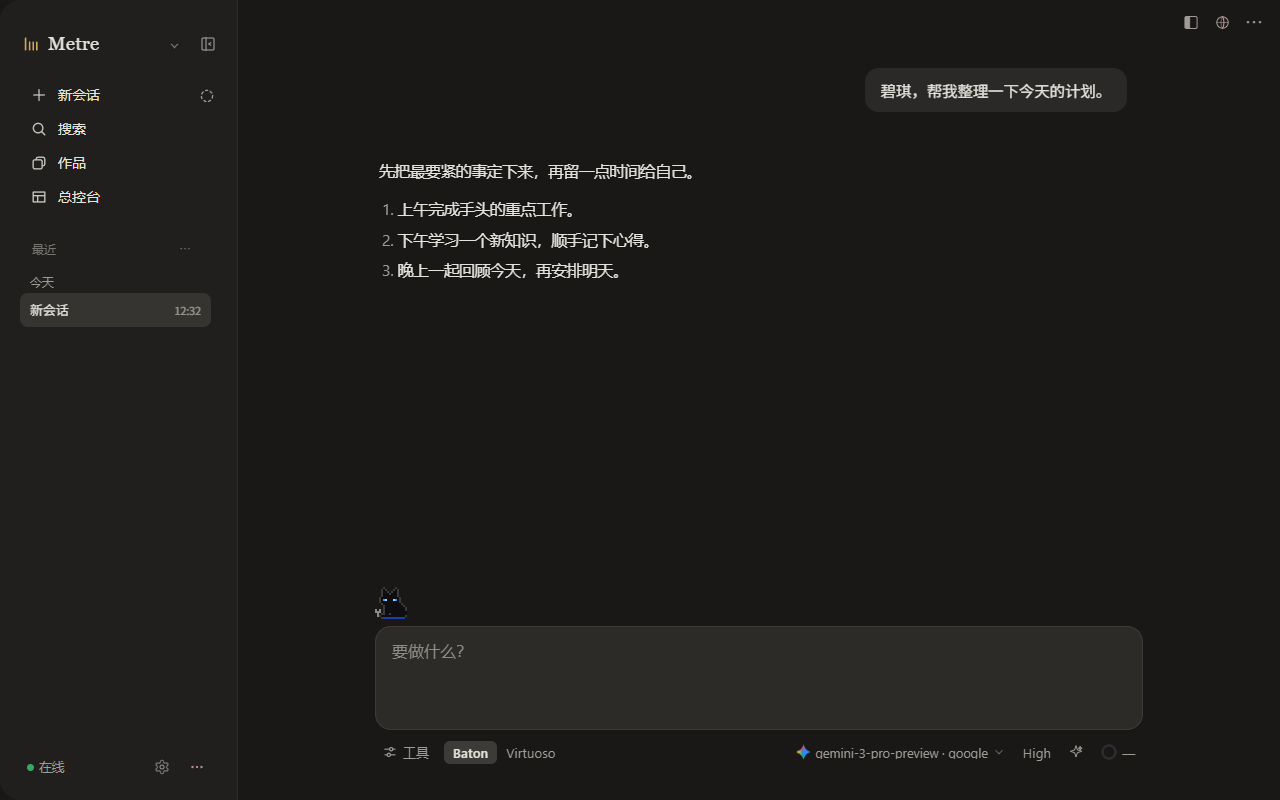 Metre
新会话
搜索
作品
总控台
最近
今天
新会话 12:32
在线
碧琪，帮我整理一下今天的计划。
先把最要紧的事定下来，再留一点时间给自己。
1. 上午完成手头的重点工作。
2. 下午学习一个新知识，顺手记下心得。
3. 晚上一起回顾今天，再安排明天。
要做什么?
工具 Baton Virtuoso gemini-3-pro-preview · google High —